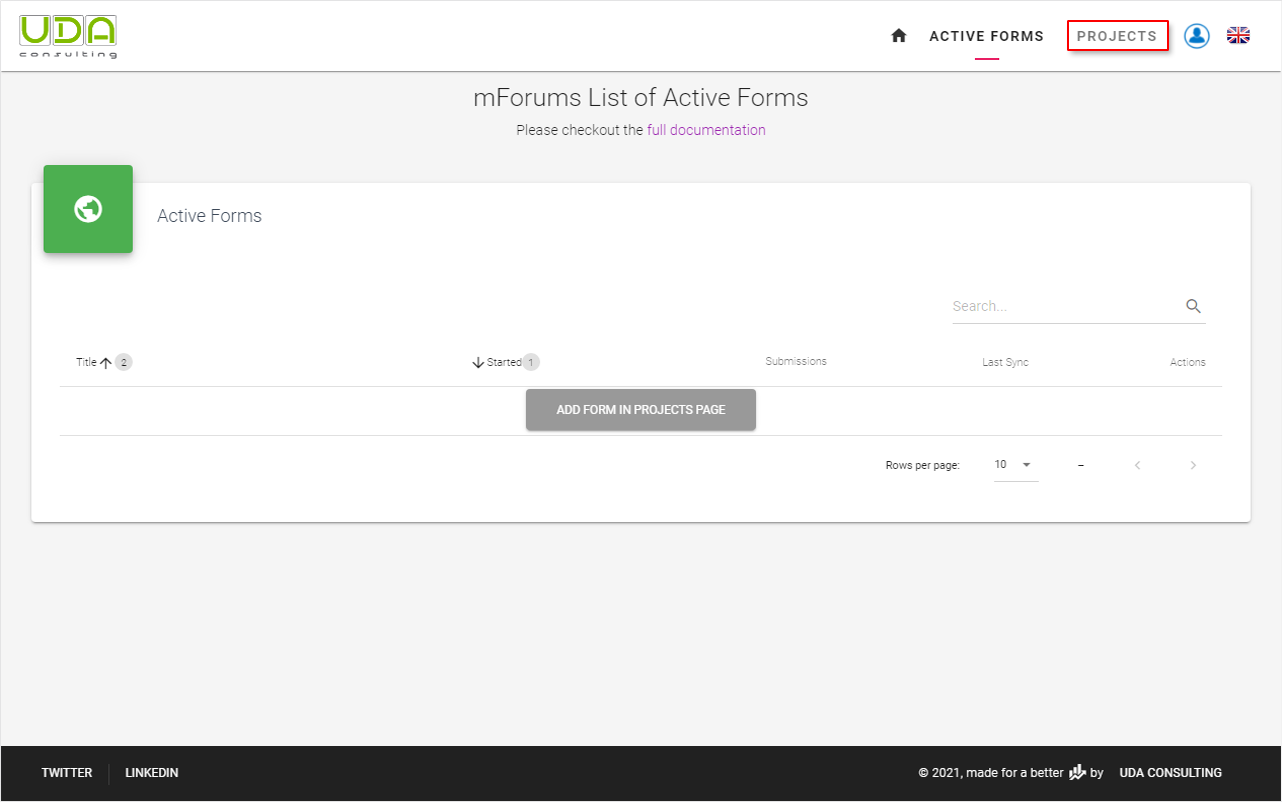 UDA
consulting
ACTIVE FORMS
PROJECTS
mForums List of Active Forms
Please checkout the full documentation
Active Forms
Search...
Title 2 Started 1 Submissions Last Sync Actions
ADD FORM IN PROJECTS PAGE
Rows per page: 10 –
TWITTER LINKEDIN © 2021, made for a better by UDA CONSULTING